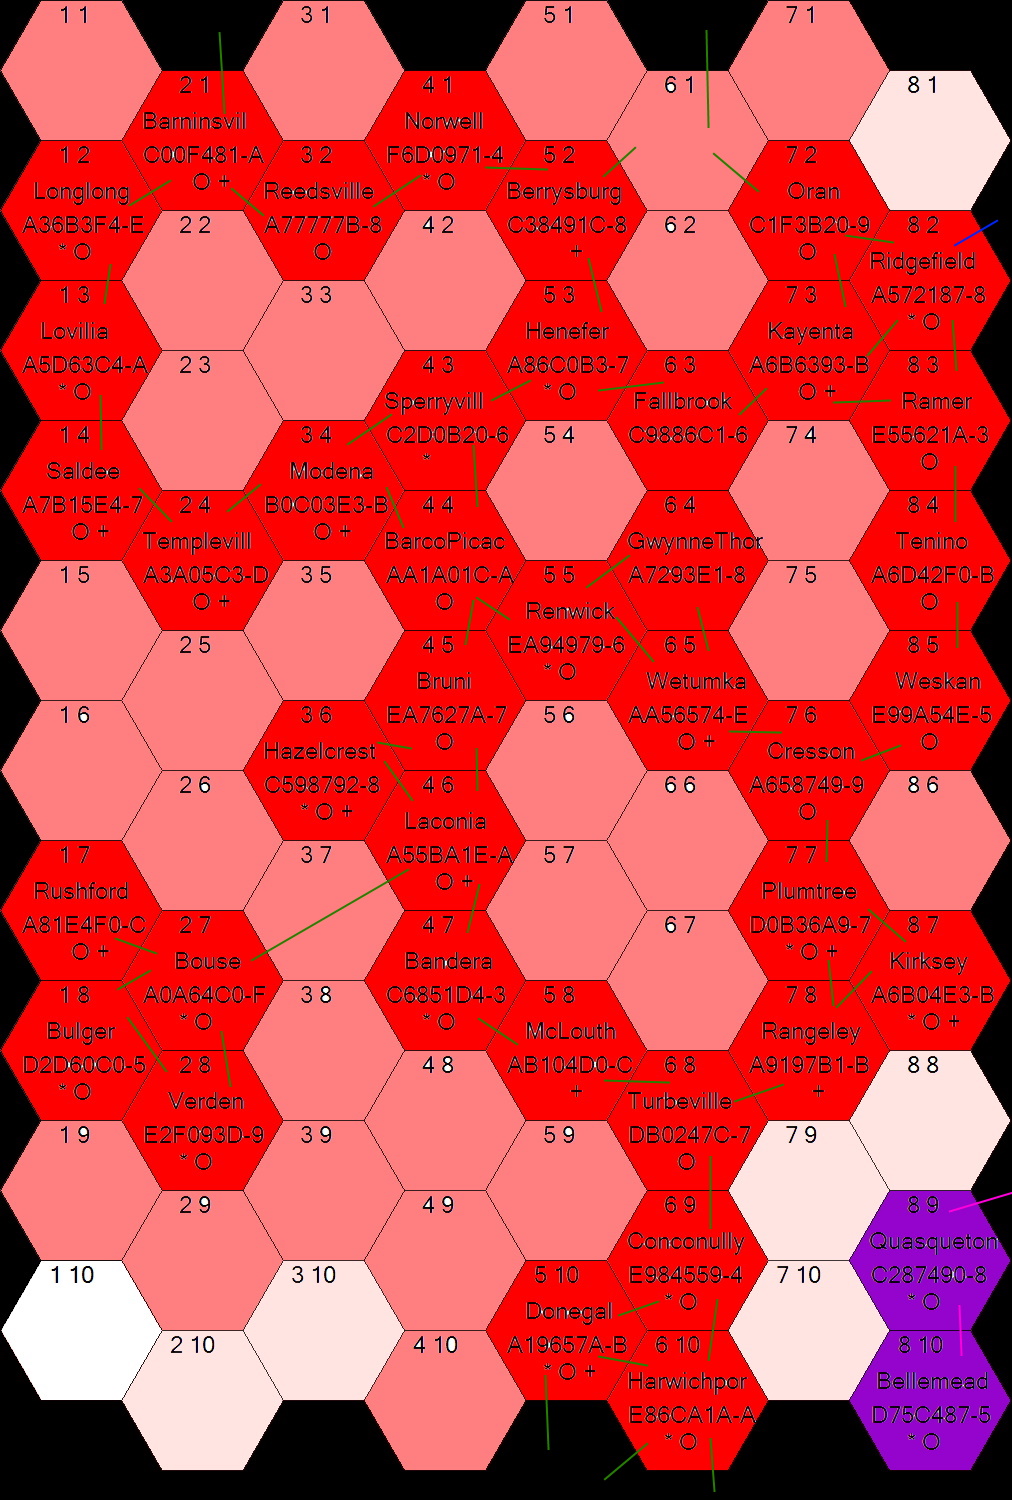 1 1
3 1
5 1
7 1
2 1
Barninsvil
C00F481-A
O +
4 1
Norwell
F6D0971-4
* O
6 1
8 1
1 2
Longlong
A36B3F4-E
* O
3 2
Reedsville
A77777B-8
O
5 2
Berrysburg
C38491C-8
+
7 2
Oran
C1F3B20-9
O
2 2
4 2
6 2
8 2
Ridgefield
A572187-8
* O
1 3
Lovilia
A5D63C4-A
* O
3 3
5 3
Henefer
A86C0B3-7
* O
7 3
Kayenta
A6B6393-B
O +
2 3
4 3
Sperryvill
C2D0B20-6
*
6 3
Fallbrook
C9886C1-6
8 3
Ramer
E55621A-3
O
1 4
Saldee
A7B15E4-7
O +
3 4
Modena
B0C03E3-B
O +
5 4
7 4
2 4
Templevill
A3A05C3-D
O +
4 4
BarcoPicac
AA1A01C-A
O
6 4
GwynneThor
A7293E1-8
8 4
Tenino
A6D42F0-B
O
1 5
3 5
5 5
Renwick
EA94979-6
* O
7 5
2 5
4 5
Bruni
EA7627A-7
O
6 5
Wetumka
AA56574-E
O +
8 5
Weskan
E99A54E-5
O
1 6
3 6
Hazelcrest
C598792-8
* O +
5 6
7 6
Cresson
A658749-9
O
2 6
4 6
Laconia
A55BA1E-A
O +
6 6
8 6
1 7
Rushford
A81E4F0-C
O +
3 7
5 7
7 7
Plumtree
D0B36A9-7
* O +
2 7
Bouse
A0A64C0-F
* O
4 7
Bandera
C6851D4-3
* O
6 7
8 7
Kirksey
A6B04E3-B
* O +
1 8
Bulger
D2D60C0-5
* O
3 8
5 8
McLouth
AB104D0-C
+
7 8
Rangeley
A9197B1-B
+
2 8
Verden
E2F093D-9
* O
4 8
6 8
Turbeville
DB0247C-7
O
8 8
1 9
3 9
5 9
7 9
2 9
4 9
6 9
Conconully
E984559-4
* O
8 9
Quasqueton
C287490-8
* O
1 10
3 10
5 10
Donegal
A19657A-B
* O +
7 10
2 10
4 10
6 10
Harwichpor
E86CA1A-A
* O
8 10
Bellemead
D75C487-5
* O